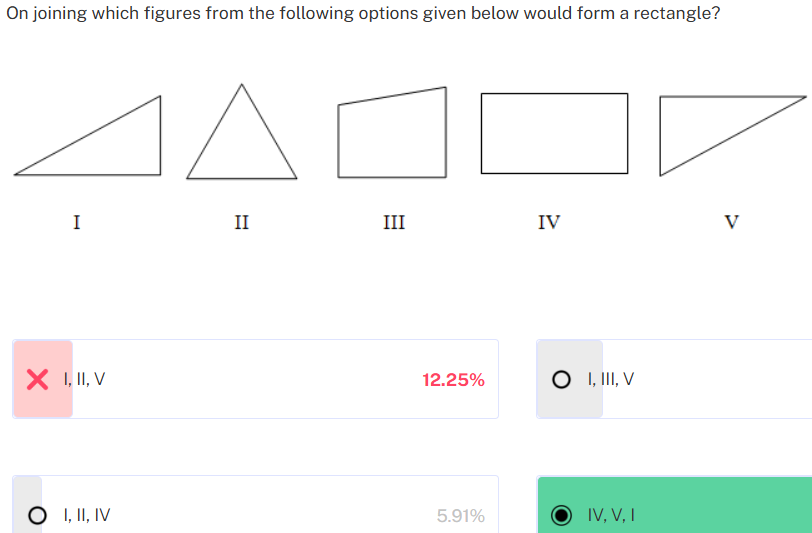 On joining which figures from the following options given below would form a rectangle?
I II III IV V
I, II, V 12.25% I, III, V
I, II, IV 5.91% IV, V, I